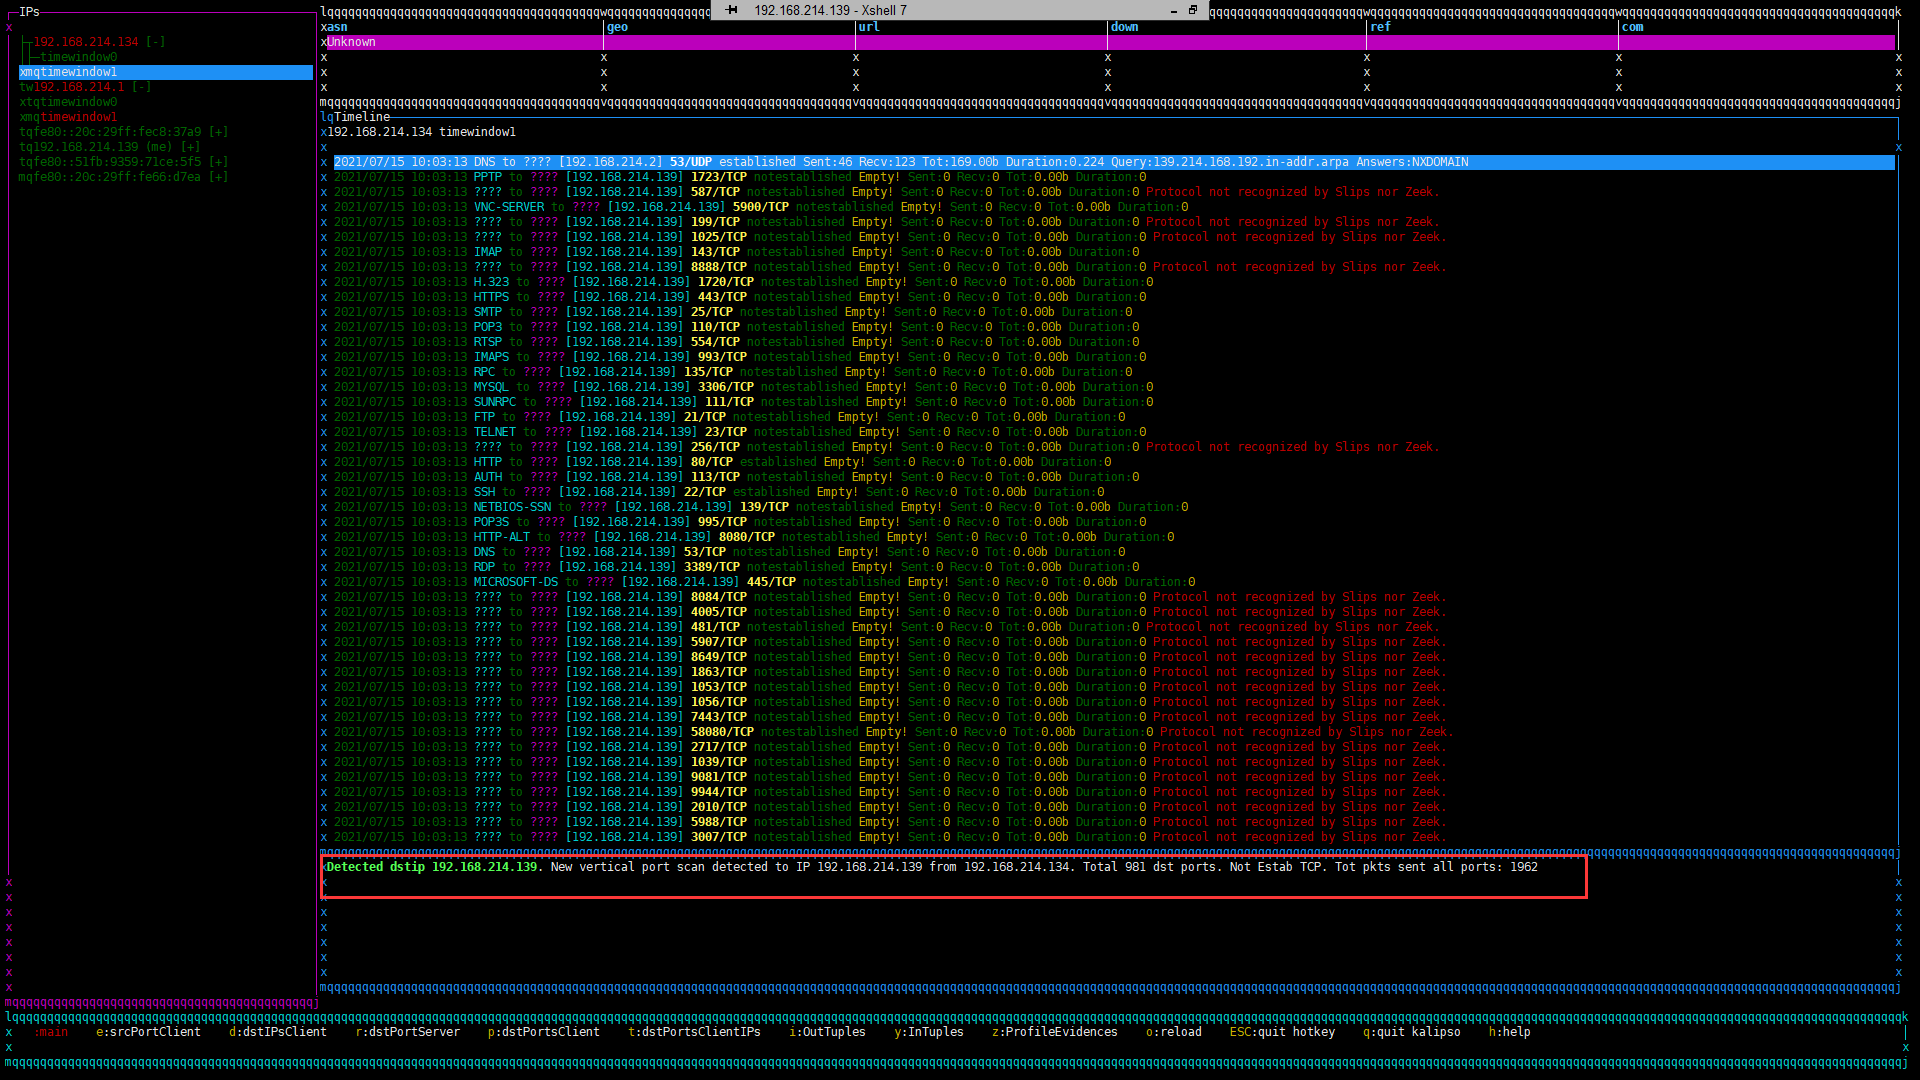 192.168.214.139 - Xshell 7
IPs
192.168.214.134 [-]
timewindow0
xmqtimewindow1
tw192.168.214.1 [-]
xtqtimewindow0
xmqtimewindow1
tqfe80::20c:29ff:fec8:37a9 [+]
tq192.168.214.139 (me) [+]
tqfe80::51fb:9359:71ce:5f5 [+]
mqfe80::20c:29ff:fe66:d7ea [+]
xasn geo url down ref com
xUnknown
lqTimeline
x192.168.214.134 timewindow1
x 2021/07/15 10:03:13 DNS to ???? [192.168.214.2] 53/UDP established Sent:46 Recv:123 Tot:169.00b Duration:0.224 Query:139.214.168.192.in-addr.arpa Answers:NXDOMAIN
x 2021/07/15 10:03:13 PPTP to ???? [192.168.214.139] 1723/TCP notestablished Empty! Sent:0 Recv:0 Tot:0.00b Duration:0
x 2021/07/15 10:03:13 ???? to ???? [192.168.214.139] 587/TCP notestablished Empty! Sent:0 Recv:0 Tot:0.00b Duration:0 Protocol not recognized by Slips nor Zeek.
x 2021/07/15 10:03:13 VNC-SERVER to ???? [192.168.214.139] 5900/TCP notestablished Empty! Sent:0 Recv:0 Tot:0.00b Duration:0
x 2021/07/15 10:03:13 ???? to ???? [192.168.214.139] 199/TCP notestablished Empty! Sent:0 Recv:0 Tot:0.00b Duration:0 Protocol not recognized by Slips nor Zeek.
x 2021/07/15 10:03:13 ???? to ???? [192.168.214.139] 1025/TCP notestablished Empty! Sent:0 Recv:0 Tot:0.00b Duration:0 Protocol not recognized by Slips nor Zeek.
x 2021/07/15 10:03:13 IMAP to ???? [192.168.214.139] 143/TCP notestablished Empty! Sent:0 Recv:0 Tot:0.00b Duration:0
x 2021/07/15 10:03:13 ???? to ???? [192.168.214.139] 8888/TCP notestablished Empty! Sent:0 Recv:0 Tot:0.00b Duration:0 Protocol not recognized by Slips nor Zeek.
x 2021/07/15 10:03:13 H.323 to ???? [192.168.214.139] 1720/TCP notestablished Empty! Sent:0 Recv:0 Tot:0.00b Duration:0
x 2021/07/15 10:03:13 HTTPS to ???? [192.168.214.139] 443/TCP notestablished Empty! Sent:0 Recv:0 Tot:0.00b Duration:0
x 2021/07/15 10:03:13 SMTP to ???? [192.168.214.139] 25/TCP notestablished Empty! Sent:0 Recv:0 Tot:0.00b Duration:0
x 2021/07/15 10:03:13 POP3 to ???? [192.168.214.139] 110/TCP notestablished Empty! Sent:0 Recv:0 Tot:0.00b Duration:0
x 2021/07/15 10:03:13 RTSP to ???? [192.168.214.139] 554/TCP notestablished Empty! Sent:0 Recv:0 Tot:0.00b Duration:0
x 2021/07/15 10:03:13 IMAPS to ???? [192.168.214.139] 993/TCP notestablished Empty! Sent:0 Recv:0 Tot:0.00b Duration:0
x 2021/07/15 10:03:13 RPC to ???? [192.168.214.139] 135/TCP notestablished Empty! Sent:0 Recv:0 Tot:0.00b Duration:0
x 2021/07/15 10:03:13 MYSQL to ???? [192.168.214.139] 3306/TCP notestablished Empty! Sent:0 Recv:0 Tot:0.00b Duration:0
x 2021/07/15 10:03:13 SUNRPC to ???? [192.168.214.139] 111/TCP notestablished Empty! Sent:0 Recv:0 Tot:0.00b Duration:0
x 2021/07/15 10:03:13 FTP to ???? [192.168.214.139] 21/TCP notestablished Empty! Sent:0 Recv:0 Tot:0.00b Duration:0
x 2021/07/15 10:03:13 TELNET to ???? [192.168.214.139] 23/TCP notestablished Empty! Sent:0 Recv:0 Tot:0.00b Duration:0
x 2021/07/15 10:03:13 ???? to ???? [192.168.214.139] 256/TCP notestablished Empty! Sent:0 Recv:0 Tot:0.00b Duration:0 Protocol not recognized by Slips nor Zeek.
x 2021/07/15 10:03:13 HTTP to ???? [192.168.214.139] 80/TCP established Empty! Sent:0 Recv:0 Tot:0.00b Duration:0
x 2021/07/15 10:03:13 AUTH to ???? [192.168.214.139] 113/TCP notestablished Empty! Sent:0 Recv:0 Tot:0.00b Duration:0
x 2021/07/15 10:03:13 SSH to ???? [192.168.214.139] 22/TCP established Empty! Sent:0 Recv:0 Tot:0.00b Duration:0
x 2021/07/15 10:03:13 NETBIOS-SSN to ???? [192.168.214.139] 139/TCP notestablished Empty! Sent:0 Recv:0 Tot:0.00b Duration:0
x 2021/07/15 10:03:13 POP3S to ???? [192.168.214.139] 995/TCP notestablished Empty! Sent:0 Recv:0 Tot:0.00b Duration:0
x 2021/07/15 10:03:13 HTTP-ALT to ???? [192.168.214.139] 8080/TCP notestablished Empty! Sent:0 Recv:0 Tot:0.00b Duration:0
x 2021/07/15 10:03:13 DNS to ???? [192.168.214.139] 53/TCP notestablished Empty! Sent:0 Recv:0 Tot:0.00b Duration:0
x 2021/07/15 10:03:13 RDP to ???? [192.168.214.139] 3389/TCP notestablished Empty! Sent:0 Recv:0 Tot:0.00b Duration:0
x 2021/07/15 10:03:13 MICROSOFT-DS to ???? [192.168.214.139] 445/TCP notestablished Empty! Sent:0 Recv:0 Tot:0.00b Duration:0
x 2021/07/15 10:03:13 ???? to ???? [192.168.214.139] 8084/TCP notestablished Empty! Sent:0 Recv:0 Tot:0.00b Duration:0 Protocol not recognized by Slips nor Zeek.
x 2021/07/15 10:03:13 ???? to ???? [192.168.214.139] 4005/TCP notestablished Empty! Sent:0 Recv:0 Tot:0.00b Duration:0 Protocol not recognized by Slips nor Zeek.
x 2021/07/15 10:03:13 ???? to ???? [192.168.214.139] 481/TCP notestablished Empty! Sent:0 Recv:0 Tot:0.00b Duration:0 Protocol not recognized by Slips nor Zeek.
x 2021/07/15 10:03:13 ???? to ???? [192.168.214.139] 5907/TCP notestablished Empty! Sent:0 Recv:0 Tot:0.00b Duration:0 Protocol not recognized by Slips nor Zeek.
x 2021/07/15 10:03:13 ???? to ???? [192.168.214.139] 8649/TCP notestablished Empty! Sent:0 Recv:0 Tot:0.00b Duration:0 Protocol not recognized by Slips nor Zeek.
x 2021/07/15 10:03:13 ???? to ???? [192.168.214.139] 1863/TCP notestablished Empty! Sent:0 Recv:0 Tot:0.00b Duration:0 Protocol not recognized by Slips nor Zeek.
x 2021/07/15 10:03:13 ???? to ???? [192.168.214.139] 1053/TCP notestablished Empty! Sent:0 Recv:0 Tot:0.00b Duration:0 Protocol not recognized by Slips nor Zeek.
x 2021/07/15 10:03:13 ???? to ???? [192.168.214.139] 1056/TCP notestablished Empty! Sent:0 Recv:0 Tot:0.00b Duration:0 Protocol not recognized by Slips nor Zeek.
x 2021/07/15 10:03:13 ???? to ???? [192.168.214.139] 7443/TCP notestablished Empty! Sent:0 Recv:0 Tot:0.00b Duration:0 Protocol not recognized by Slips nor Zeek.
x 2021/07/15 10:03:13 ???? to ???? [192.168.214.139] 58080/TCP notestablished Empty! Sent:0 Recv:0 Tot:0.00b Duration:0 Protocol not recognized by Slips nor Zeek.
x 2021/07/15 10:03:13 ???? to ???? [192.168.214.139] 2717/TCP notestablished Empty! Sent:0 Recv:0 Tot:0.00b Duration:0 Protocol not recognized by Slips nor Zeek.
x 2021/07/15 10:03:13 ???? to ???? [192.168.214.139] 1039/TCP notestablished Empty! Sent:0 Recv:0 Tot:0.00b Duration:0 Protocol not recognized by Slips nor Zeek.
x 2021/07/15 10:03:13 ???? to ???? [192.168.214.139] 9081/TCP notestablished Empty! Sent:0 Recv:0 Tot:0.00b Duration:0 Protocol not recognized by Slips nor Zeek.
x 2021/07/15 10:03:13 ???? to ???? [192.168.214.139] 9944/TCP notestablished Empty! Sent:0 Recv:0 Tot:0.00b Duration:0 Protocol not recognized by Slips nor Zeek.
x 2021/07/15 10:03:13 ???? to ???? [192.168.214.139] 2010/TCP notestablished Empty! Sent:0 Recv:0 Tot:0.00b Duration:0 Protocol not recognized by Slips nor Zeek.
x 2021/07/15 10:03:13 ???? to ???? [192.168.214.139] 5988/TCP notestablished Empty! Sent:0 Recv:0 Tot:0.00b Duration:0 Protocol not recognized by Slips nor Zeek.
x 2021/07/15 10:03:13 ???? to ???? [192.168.214.139] 3007/TCP notestablished Empty! Sent:0 Recv:0 Tot:0.00b Duration:0 Protocol not recognized by Slips nor Zeek.
xDetected dstip 192.168.214.139. New vertical port scan detected to IP 192.168.214.139 from 192.168.214.134. Total 981 dst ports. Not Estab TCP. Tot pkts sent all ports: 1962
x :main e:srcPortClient d:dstIPsClient r:dstPortServer p:dstPortsClient t:dstPortsClientIPs i:OutTuples y:InTuples z:ProfileEvidences o:reload ESC:quit hotkey q:quit kalipso h:help